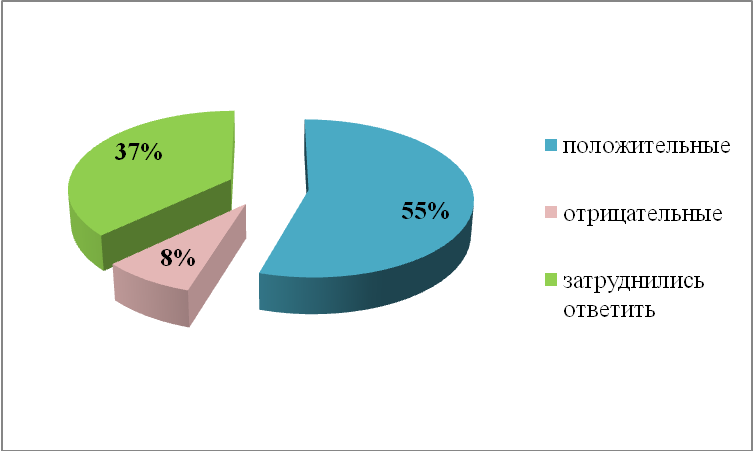 37%
55%
8%
положительные
отрицательные
затруднились
ответить